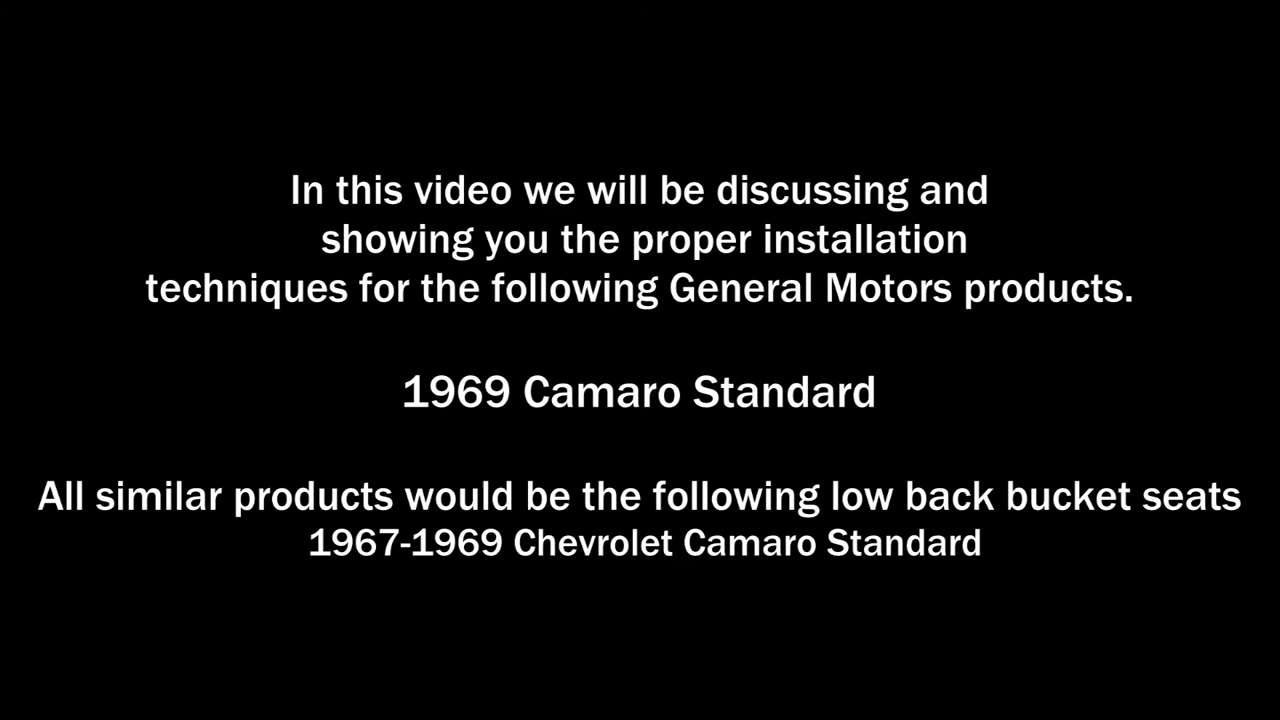 In this video we will be discussing and
showing you the proper installation
techniques for the following General Motors products.
1969 Camaro Standard
All similar products would be the following low back bucket seats
1967-1969 Chevrolet Camaro Standard